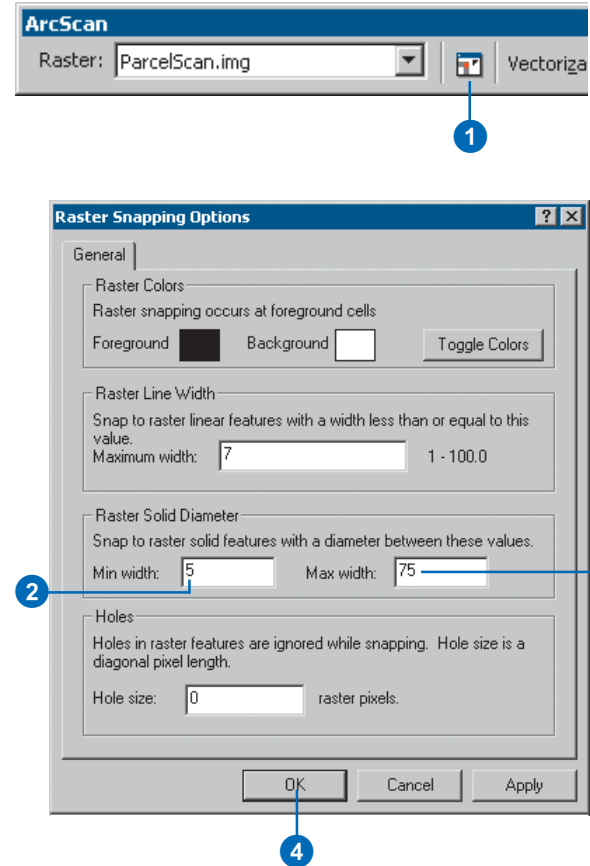 ArcScan
Raster: ParcelScan.img Vectoriza
1
Raster Snapping Options
General
Raster Colors
Raster snapping occurs at foreground cells
Foreground Background Toggle Colors
Raster Line Width
Snap to raster linear features with a width less than or equal to this
value.
Maximum width: 7 1 - 100.0
Raster Solid Diameter
Snap to raster solid features with a diameter between these values.
Min width: 5 Max width: 75
2
Holes
Holes in raster features are ignored while snapping. Hole size is a
diagonal pixel length.
Hole size: 0 raster pixels.
OK Cancel Apply
4